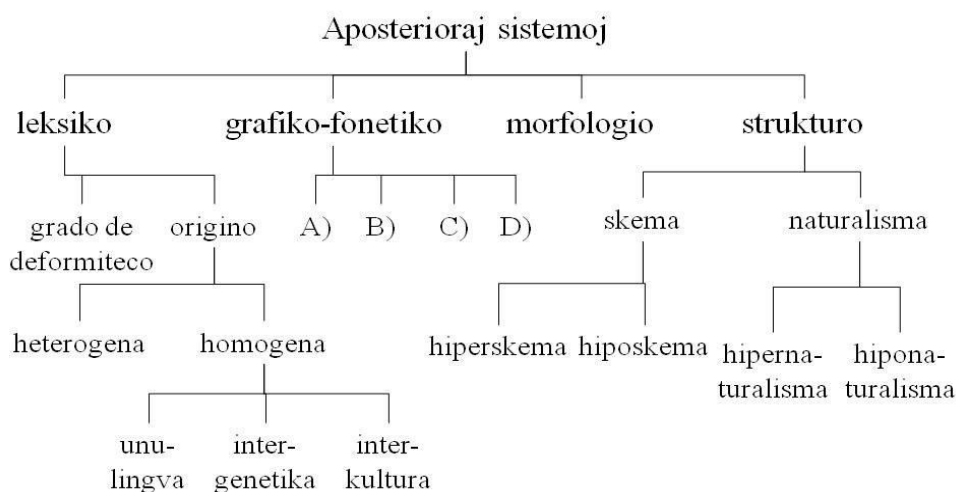 Aposterioraj sistemoj
leksiko grafiko-fonetiko morfologio strukturo
grado de deformiteco
origino
A) B) C) D)
skema
naturalisma
heterogena homogena
hiperskema hiposkema
hiperna-
turalisma
hipona-
turalisma
unu-
lingva
inter-
genetika
inter-
kultura